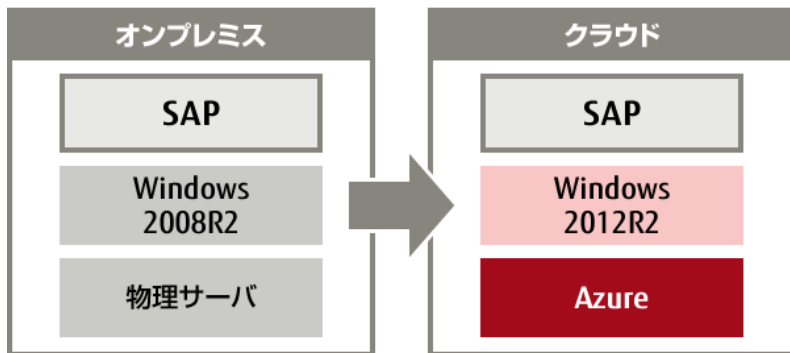 オンプレミス
SAP
Windows
2008R2
物理サーバ
クラウド
SAP
Windows
2012R2
Azure